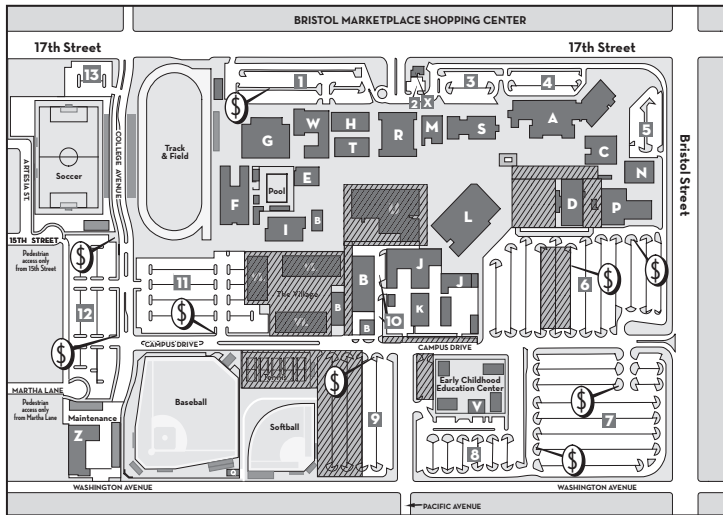 BRISTOL MARKETPLACE SHOPPING CENTER
17th Street
17th Street
13
1
2
X
3
4
5
$
COLLEGE AVENUE
ARTESIA ST.
Soccer
Track
& Field
G
W
H
T
R
M
S
A
C
N
Bristol Street
F
E
Pool
I
B
U
L
D
P
15TH STREET
Pedestrian
access only
from 15th Street
$
11
$
12
$
The Village
B
B
B
J
J
K
10
6
$
$
CAMPUS DRIVE
CAMPUS DRIVE
MARTHA LANE
Pedestrian
access only
from Martha Lane
Maintenance
Z
Baseball
Softball
$
9
Early Childhood
Education Center
V
8
$
7
$
WASHINGTON AVENUE
WASHINGTON AVENUE
PACIFIC AVENUE